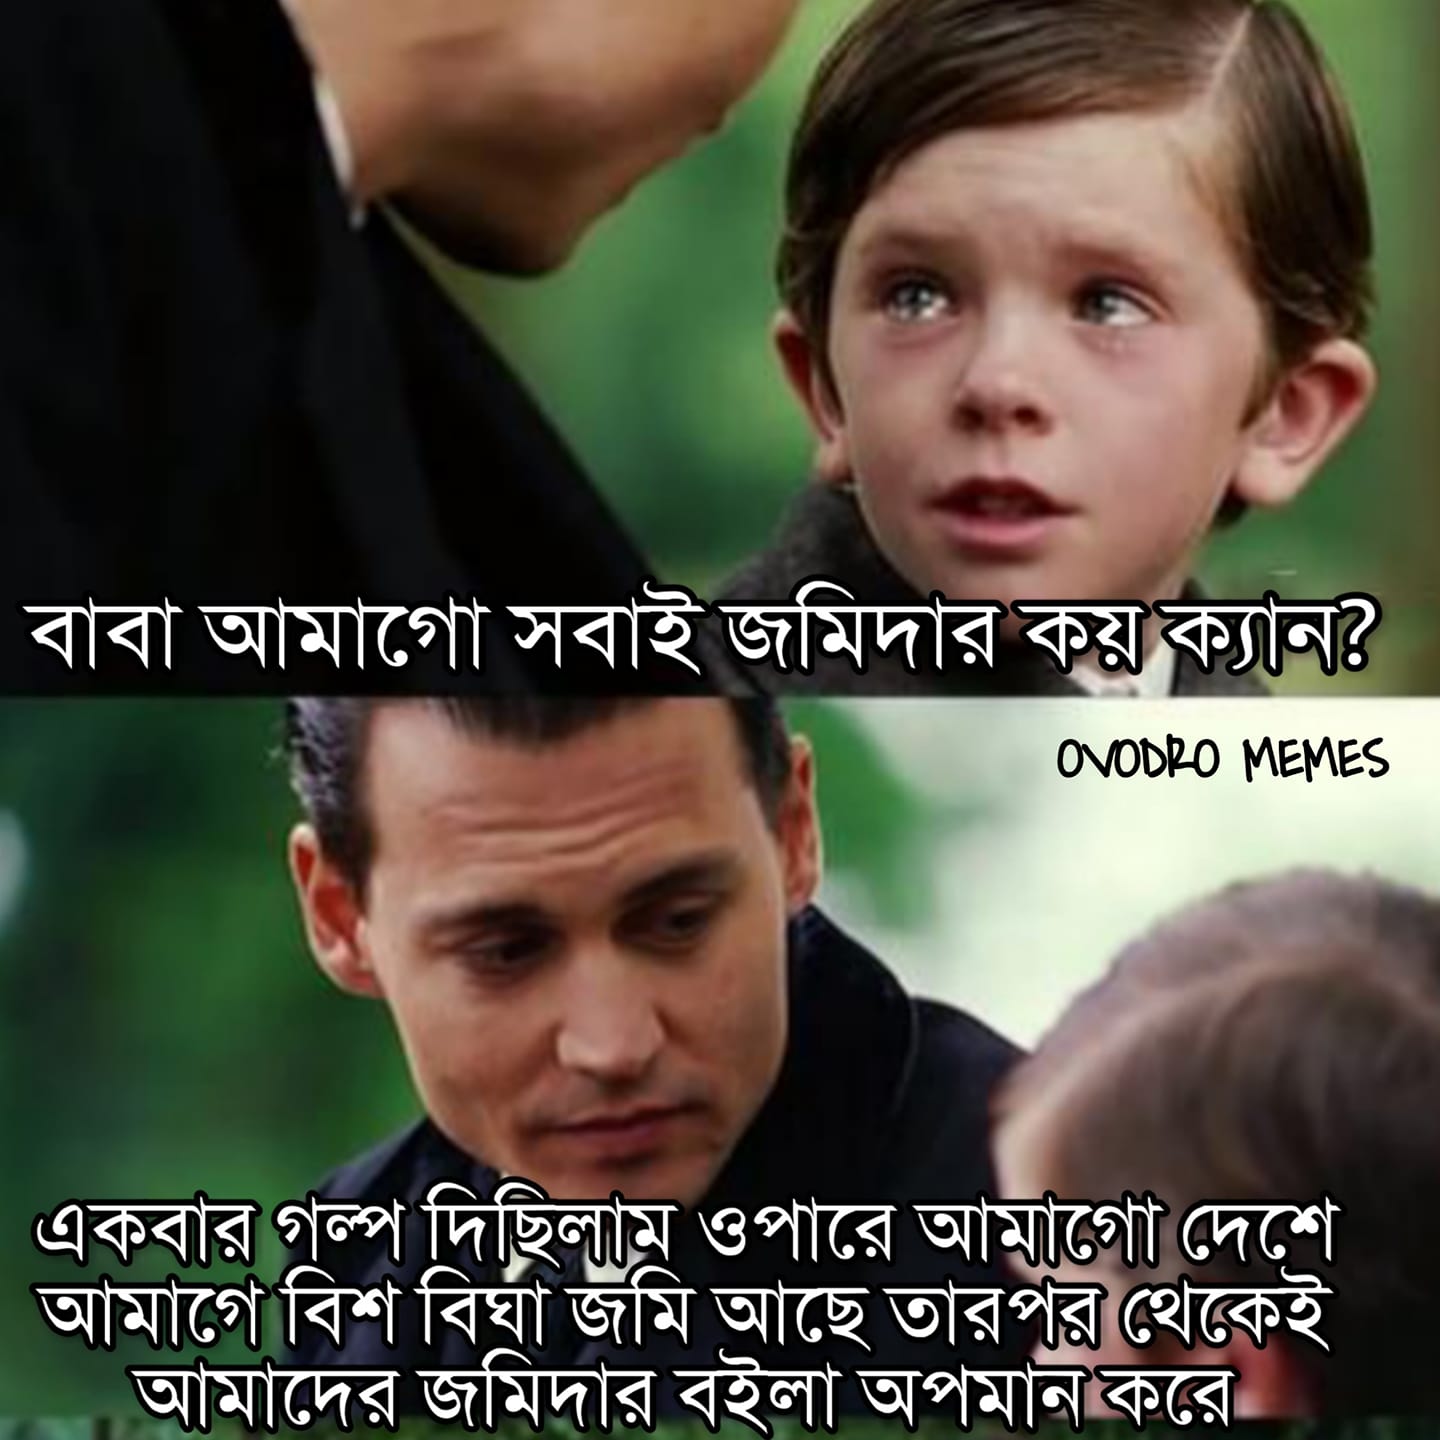 বাবা আমাগো সবাই জমিদার কয় ক্যান?
OVODRO MEMES
একবার গল্প দিছিলাম ওপারে আমাগো দেশে
আমাগে বিশ বিঘা জমি আছে তারপর থেকেই
আমাদের জমিদার বইলা অপমান করে